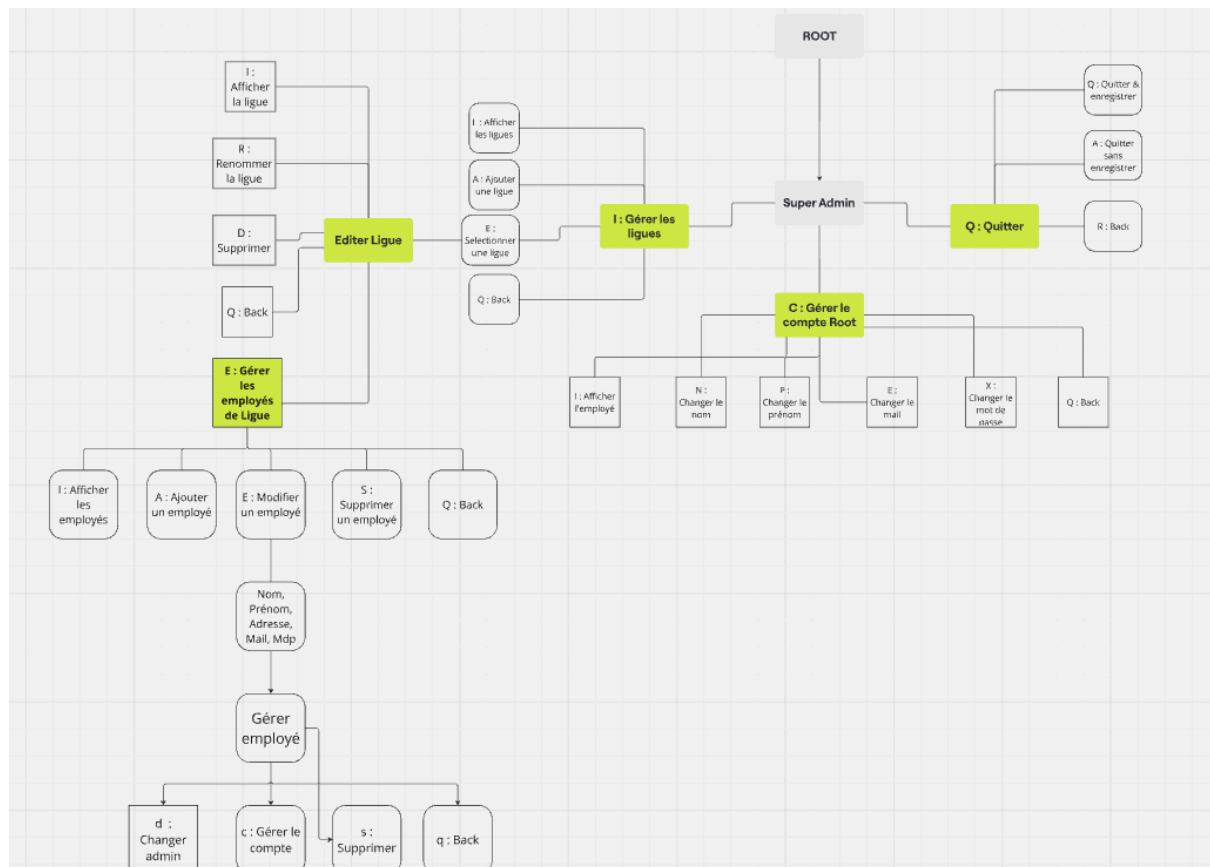 ROOT
I :
Afficher
la ligue
R :
Renommer
la ligue
D :
Supprimer
Q : Back
E : Gérer
les
employés
de Ligue
Editer Ligue
I : Afficher
les ligues
A : Ajouter
une ligue
E :
Selectionner
une ligue
Q : Back
I : Gérer les
ligues
Super Admin
Q : Quitter
Q : Quitter &
enregistrer
A : Quitter
sans
enregistrer
R : Back
C : Gérer le
compte Root
I : Afficher
l'employé
N :
Changer le
nom
P :
Changer le
prénom
E :
Changer le
mail
X :
Changer le
mot de
passe
Q : Back
I : Afficher
les
employés
A : Ajouter
un employé
E : Modifier
un employé
S :
Supprimer
un employé
Q : Back
Nom,
Prénom,
Adresse,
Mail, Mdp
Gérer
employé
d :
Changer
admin
c : Gérer le
compte
s :
Supprimer
q : Back